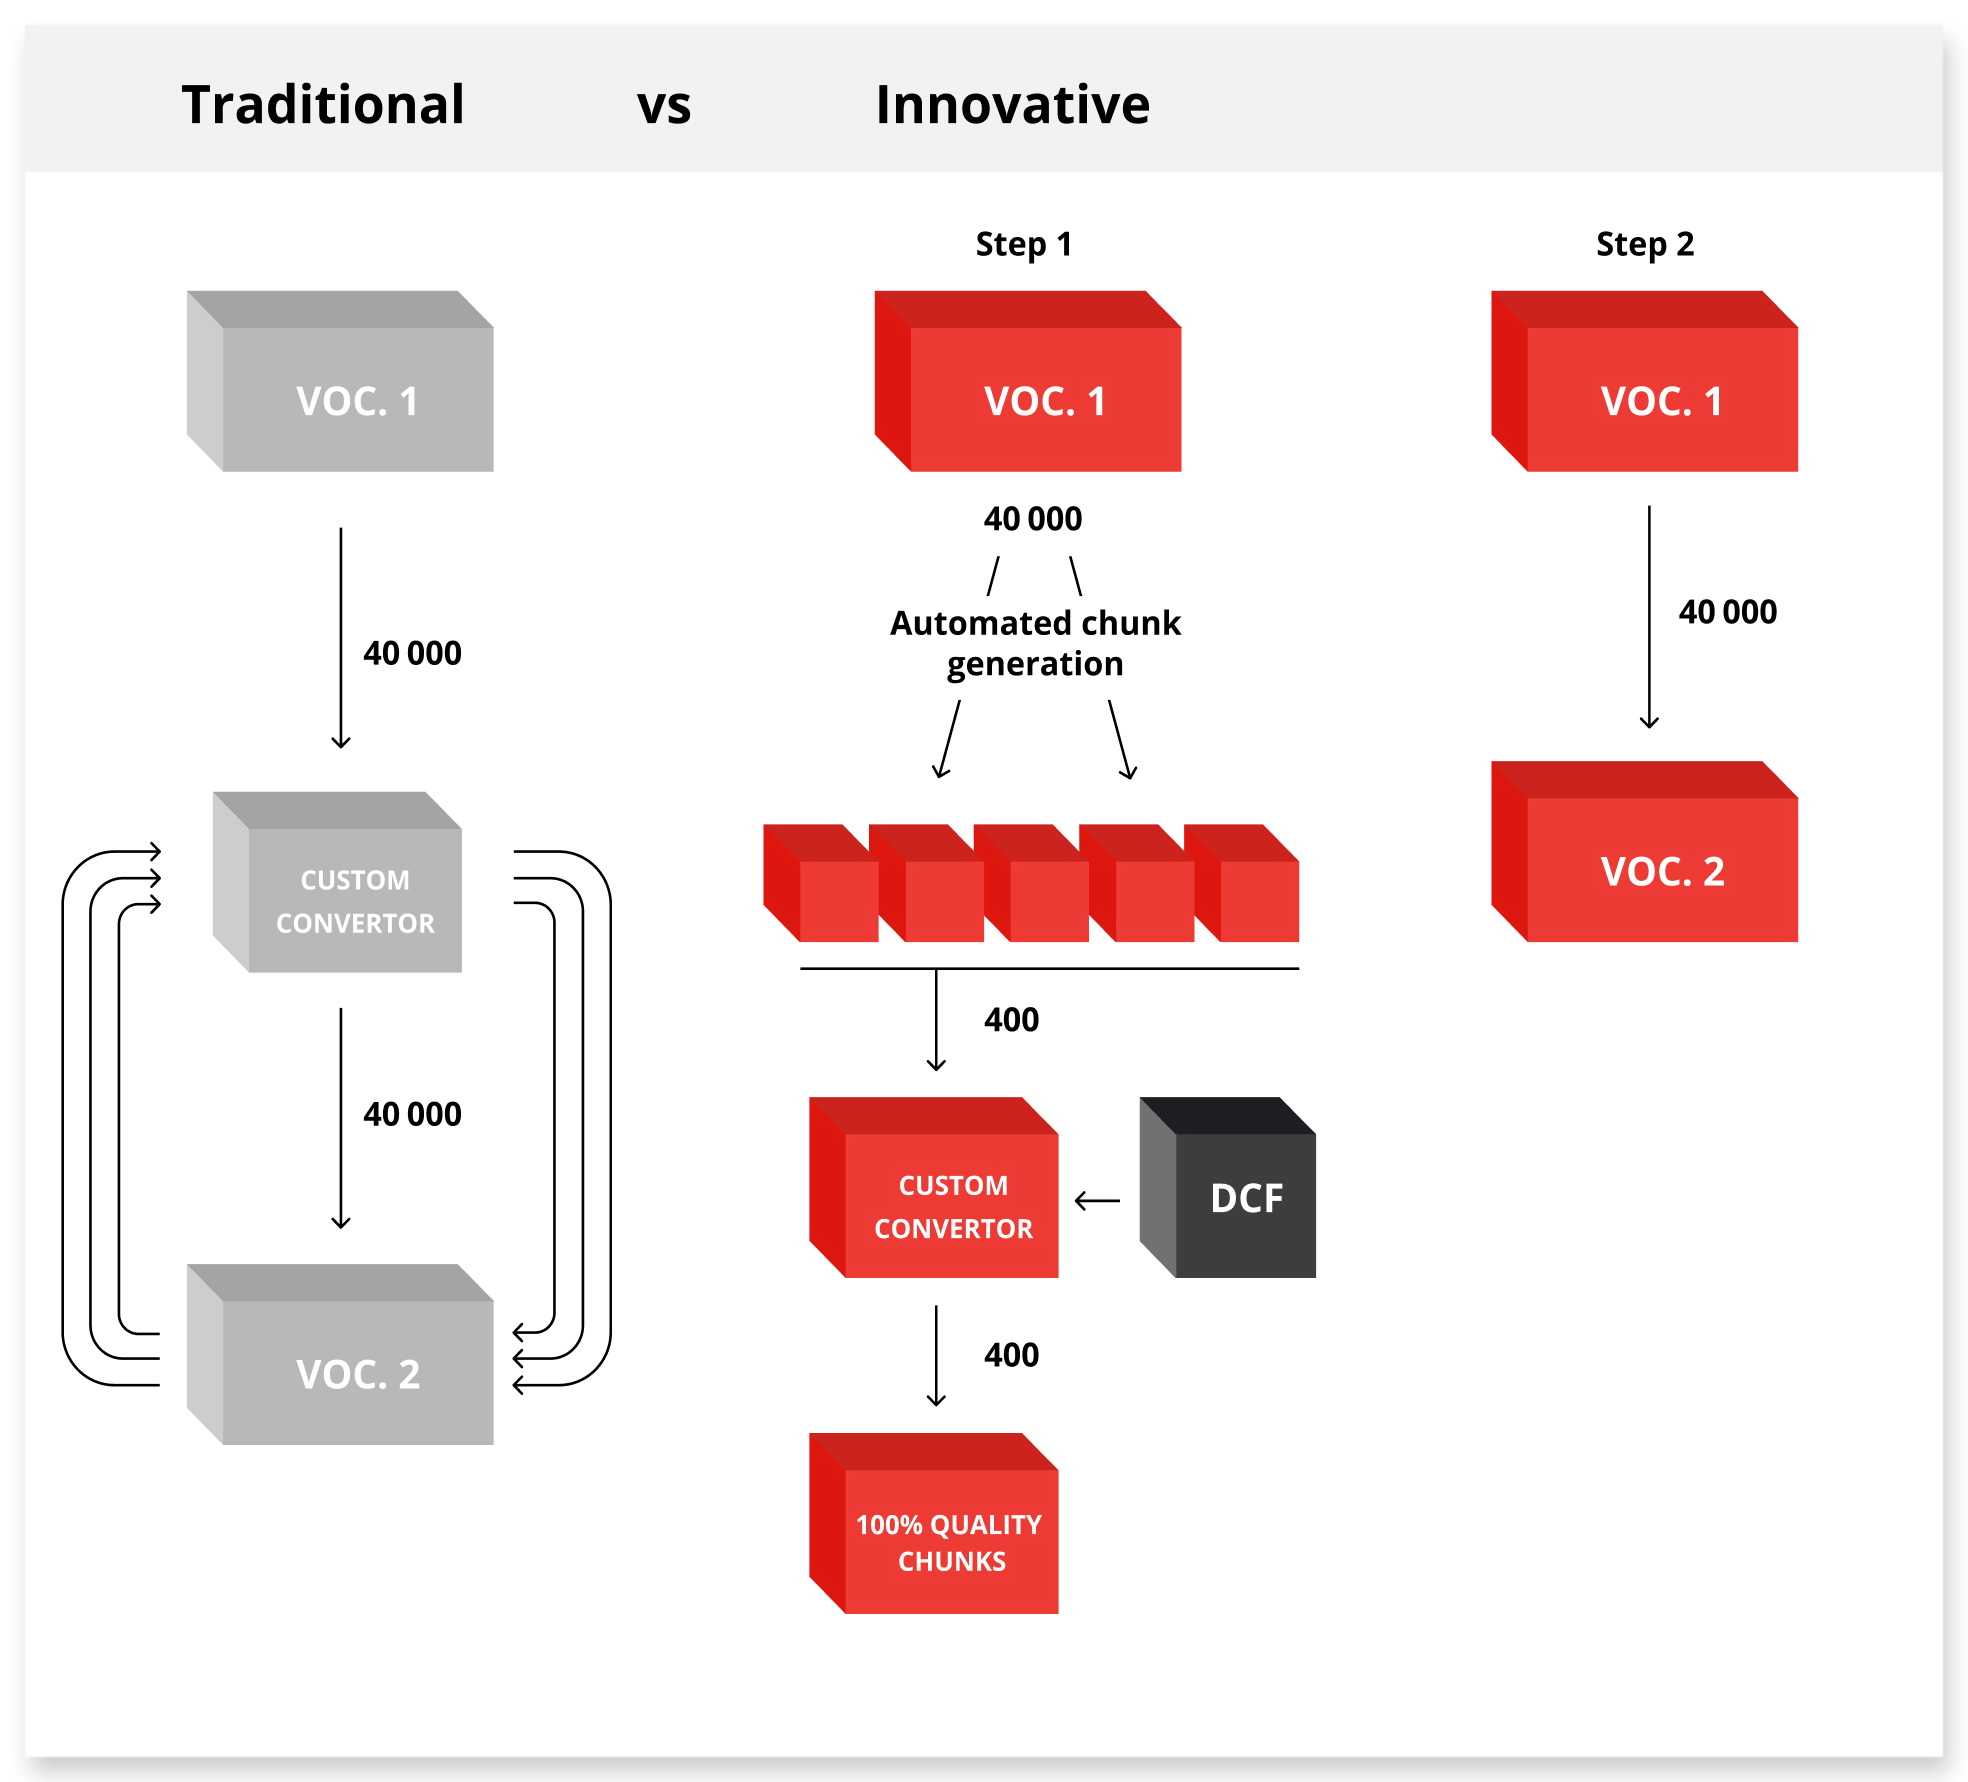 Traditional vs Innovative
VOC. 1
40 000
CUSTOM
CONVERTOR
40 000
VOC. 2
Step 1
VOC. 1
40 000
Automated chunk
generation
400
CUSTOM
CONVERTOR
DCF
400
100% QUALITY
CHUNKS
Step 2
VOC. 1
40 000
VOC. 2